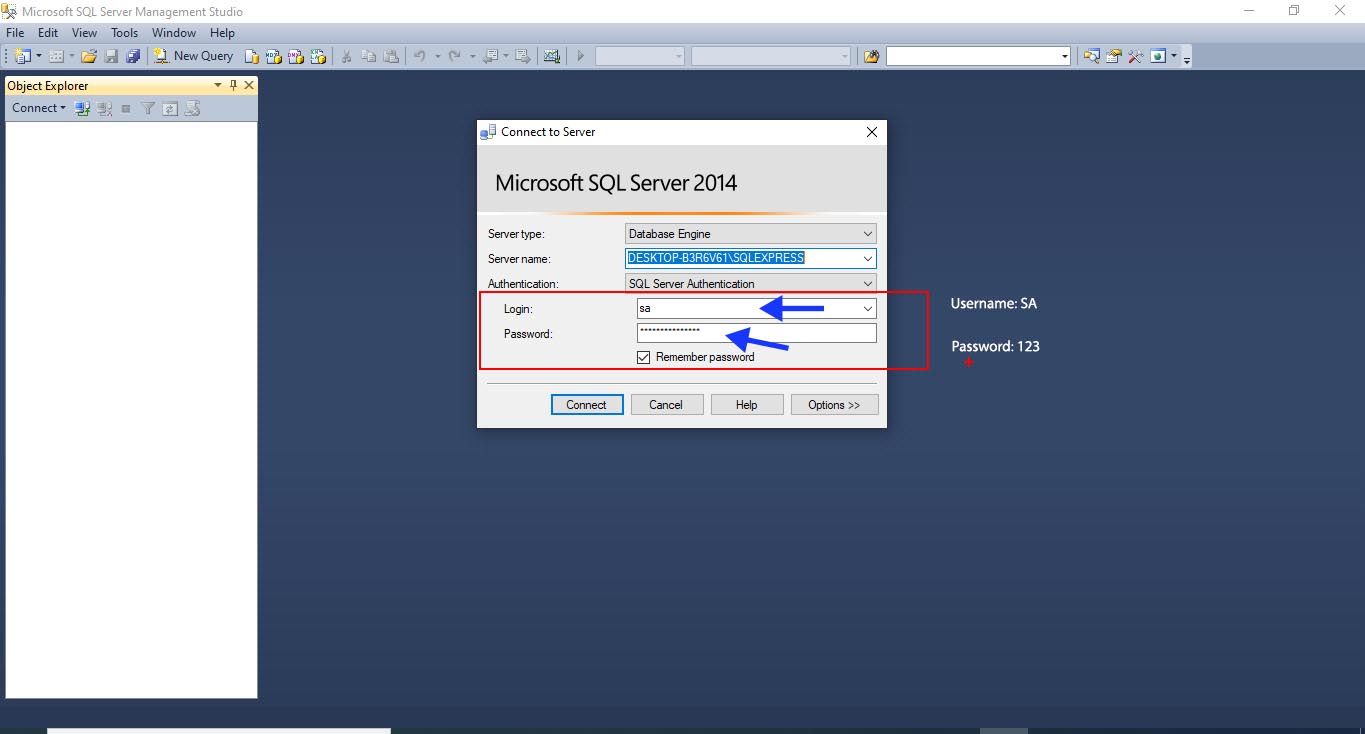 Microsoft SQL Server Management Studio
File Edit View Tools Window Help
New Query
Object Explorer
Connect
Connect to Server
Microsoft SQL Server 2014
Server type: Database Engine
Server name: DESKTOP-B3R6V61\SQLEXPRESS
Authentication: SQL Server Authentication
Login: sa
Username: SA
Password: ***************
Password: 123
Remember password
Connect Cancel Help Options >>